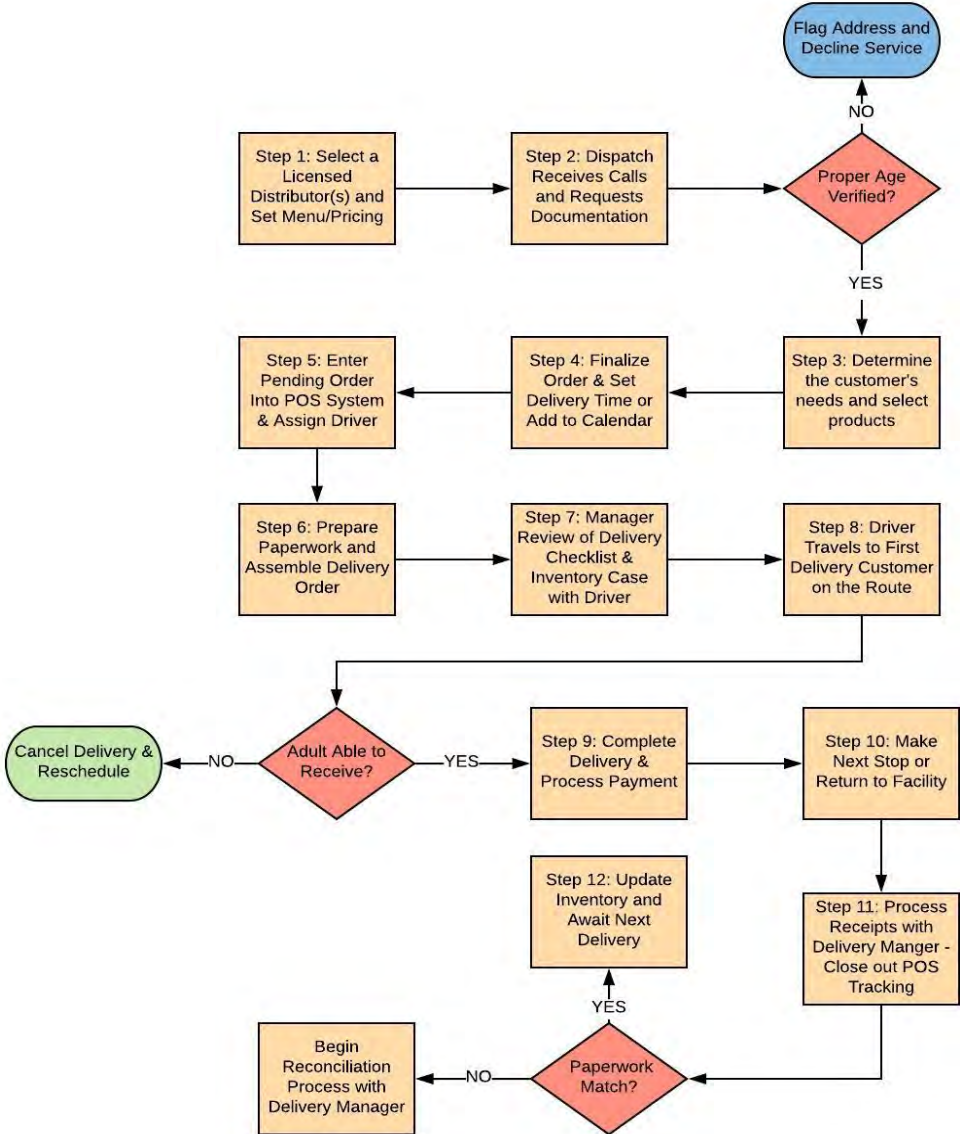 Flag Address and
Decline Service
NO
Step 1: Select a
Licensed
Distributor(s) and
Set Menu/Pricing
Step 2: Dispatch
Receives Calls
and Requests
Documentation
Proper Age
Verified?
YES
Step 5: Enter
Pending Order
Into POS System
& Assign Driver
Step 4: Finalize
Order & Set
Delivery Time or
Add to Calendar
Step 3: Determine
the customer's
needs and select
products
Step 6: Prepare
Paperwork and
Assemble Delivery
Order
Step 7: Manager
Review of Delivery
Checklist &
Inventory Case
with Driver
Step 8: Driver
Travels to First
Delivery Customer
on the Route
Cancel Delivery &
Reschedule
NO
Adult Able to
Receive?
YES
Step 9: Complete
Delivery &
Process Payment
Step 10: Make
Next Stop or
Return to Facility
Step 12: Update
Inventory and
Await Next
Delivery
Step 11: Process
Receipts with
Delivery Manger -
Close out POS
Tracking
YES
Begin
Reconciliation
Process with
Delivery Manager
NO
Paperwork
Match?